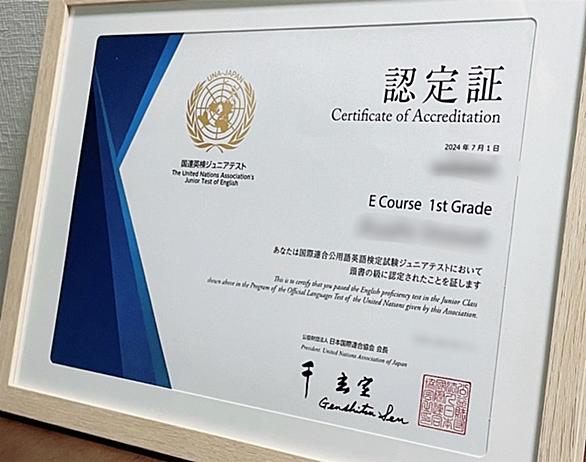 UNA-JAPAN
国連英検ジュニアテスト
The United Nations Association's
Junior Test of English
認定証
Certificate of Accreditation
2024年7月1日
E Course 1st Grade
あなたは国際連合公用語英語検定試験ジュニアテストにおいて
頭書の級に認定されたことを証します
This is to certify that you passed the English proficiency test in the Junior Class
shown above in the Program of the Official Languages Test of the United Nations given by this Association.
公益財団法人 日本国際連合協会 会長
President, United Nations Association of Japan
千 玄室
Genshitsu Sen